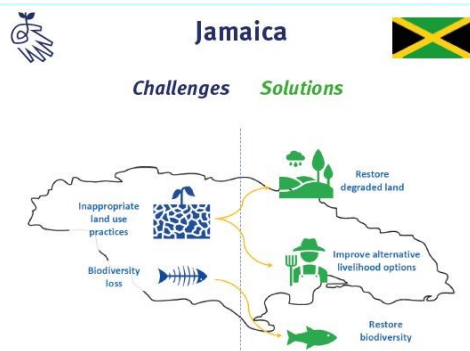 Jamaica
Challenges
Solutions
Inappropriate
land use
practices
Biodiversity
loss
Restore
degraded land
Improve alternative
livelihood options
Restore
biodiversity